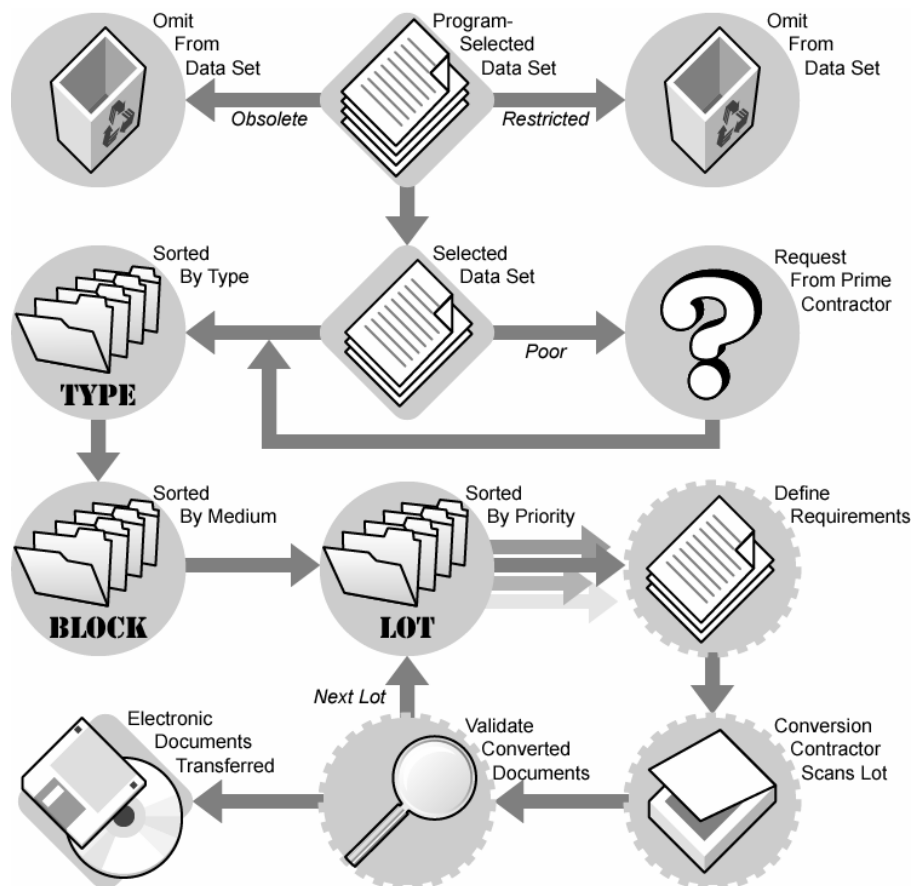 Omit
From
Data Set
Program-
Selected
Data Set
Omit
From
Data Set
Obsolete
Restricted
Sorted
By Type
TYPE
Selected
Data Set
Poor
Request
From Prime
Contractor
Sorted
By Medium
BLOCK
Sorted
By Priority
LOT
Define
Requirements
Next Lot
Electronic
Documents
Transferred
Validate
Converted
Documents
Conversion
Contractor
Scans Lot